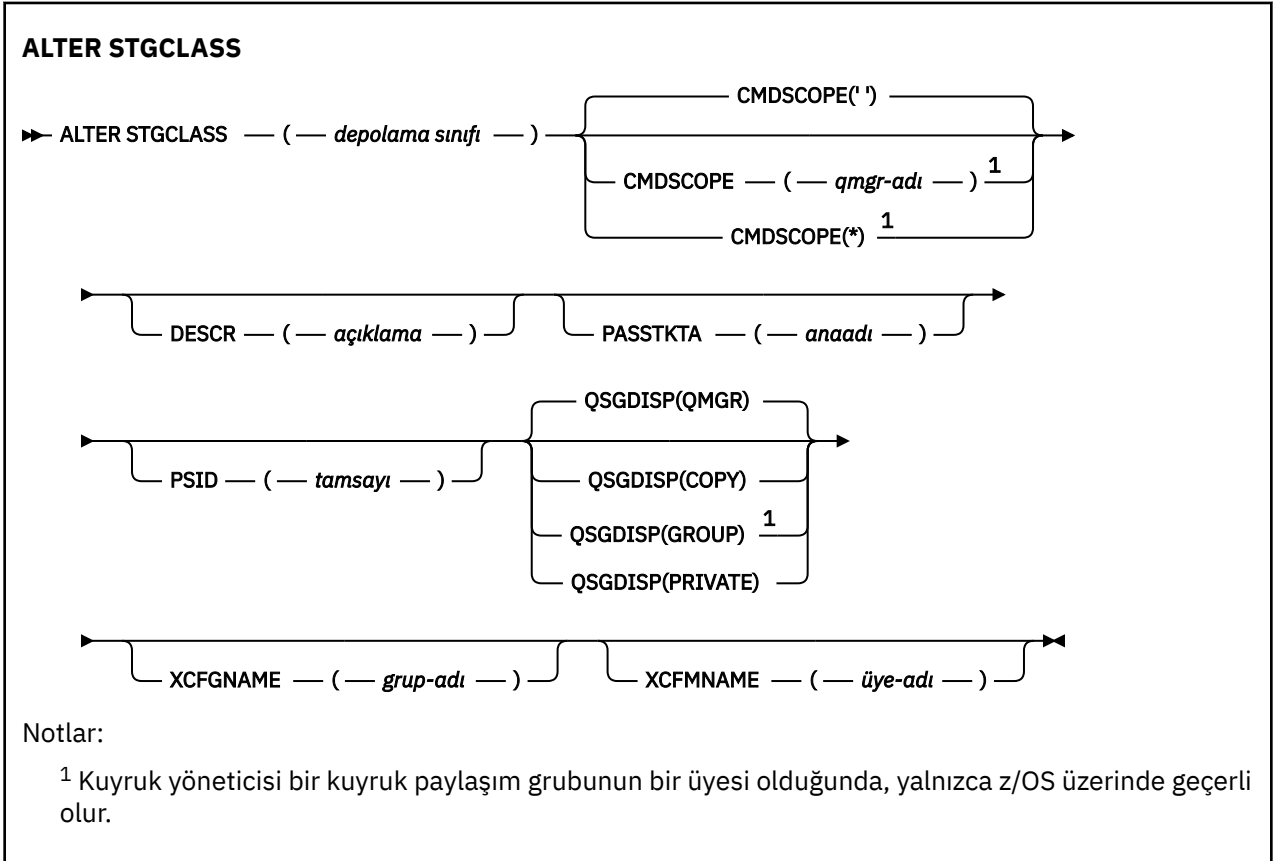 ALTER STGCLASS
CMDSCOPE(' ')
ALTER STGCLASS ( depolama sınıfı )
CMDSCOPE ( qmgr-adı ) 1
CMDSCOPE(*) 1
DESCR ( açıklama ) PASSTKTA ( anaadı )
QSGDISP(QMGR)
PSID ( tamsayı ) QSGDISP(COPY)
QSGDISP(GROUP) 1
QSGDISP(PRIVATE)
XCFGNAME ( grup-adı ) XCFMNAME ( üye-adı )
Notlar:
1 Kuyruk yöneticisi bir kuyruk paylaşım grubunun bir üyesi olduğunda, yalnızca z/OS üzerinde geçerli
olur.